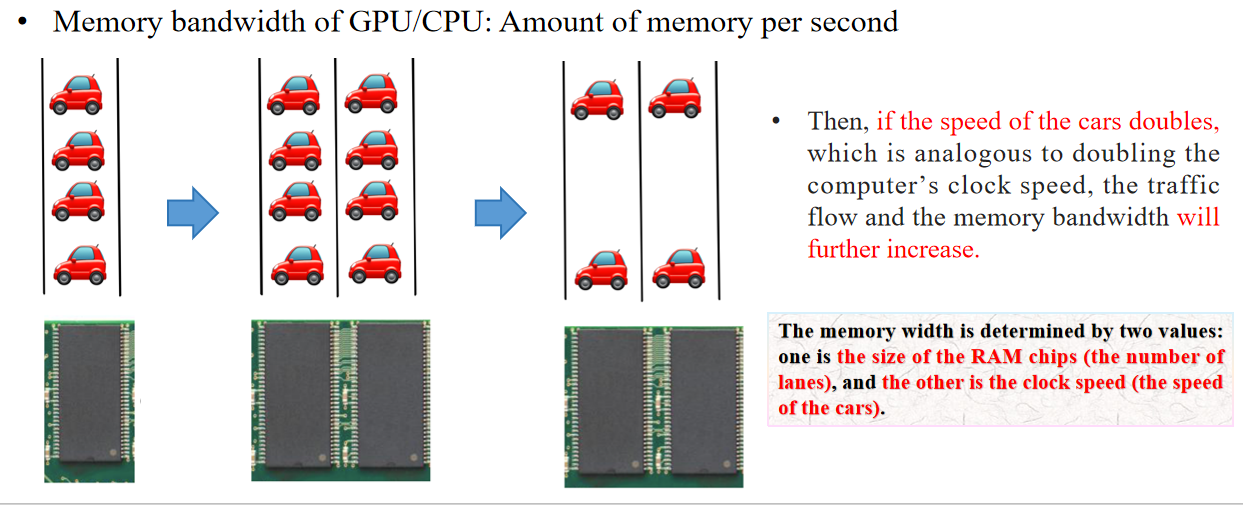 • Memory bandwidth of GPU/CPU: Amount of memory per second
• Then, if the speed of the cars doubles,
which is analogous to doubling the
computer's clock speed, the traffic
flow and the memory bandwidth will
further increase.
The memory width is determined by two values:
one is the size of the RAM chips (the number of
lanes), and the other is the clock speed (the speed
of the cars).